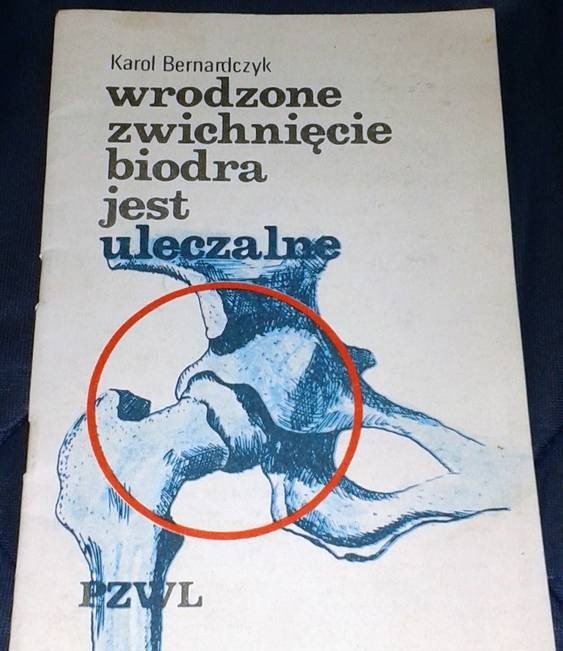 Karol Bernardczyk
wrodzone
zwichnięcie
biodra
jest
uleczalne
PZWL